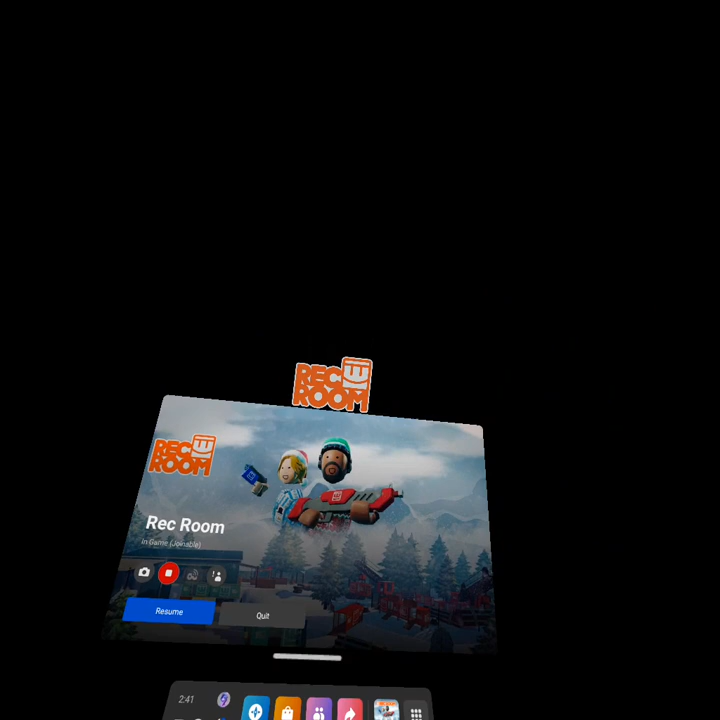 REC
ROOM
REC
ROOM
Rec Room
In Game (Joinable)
Resume
Quit
2:41